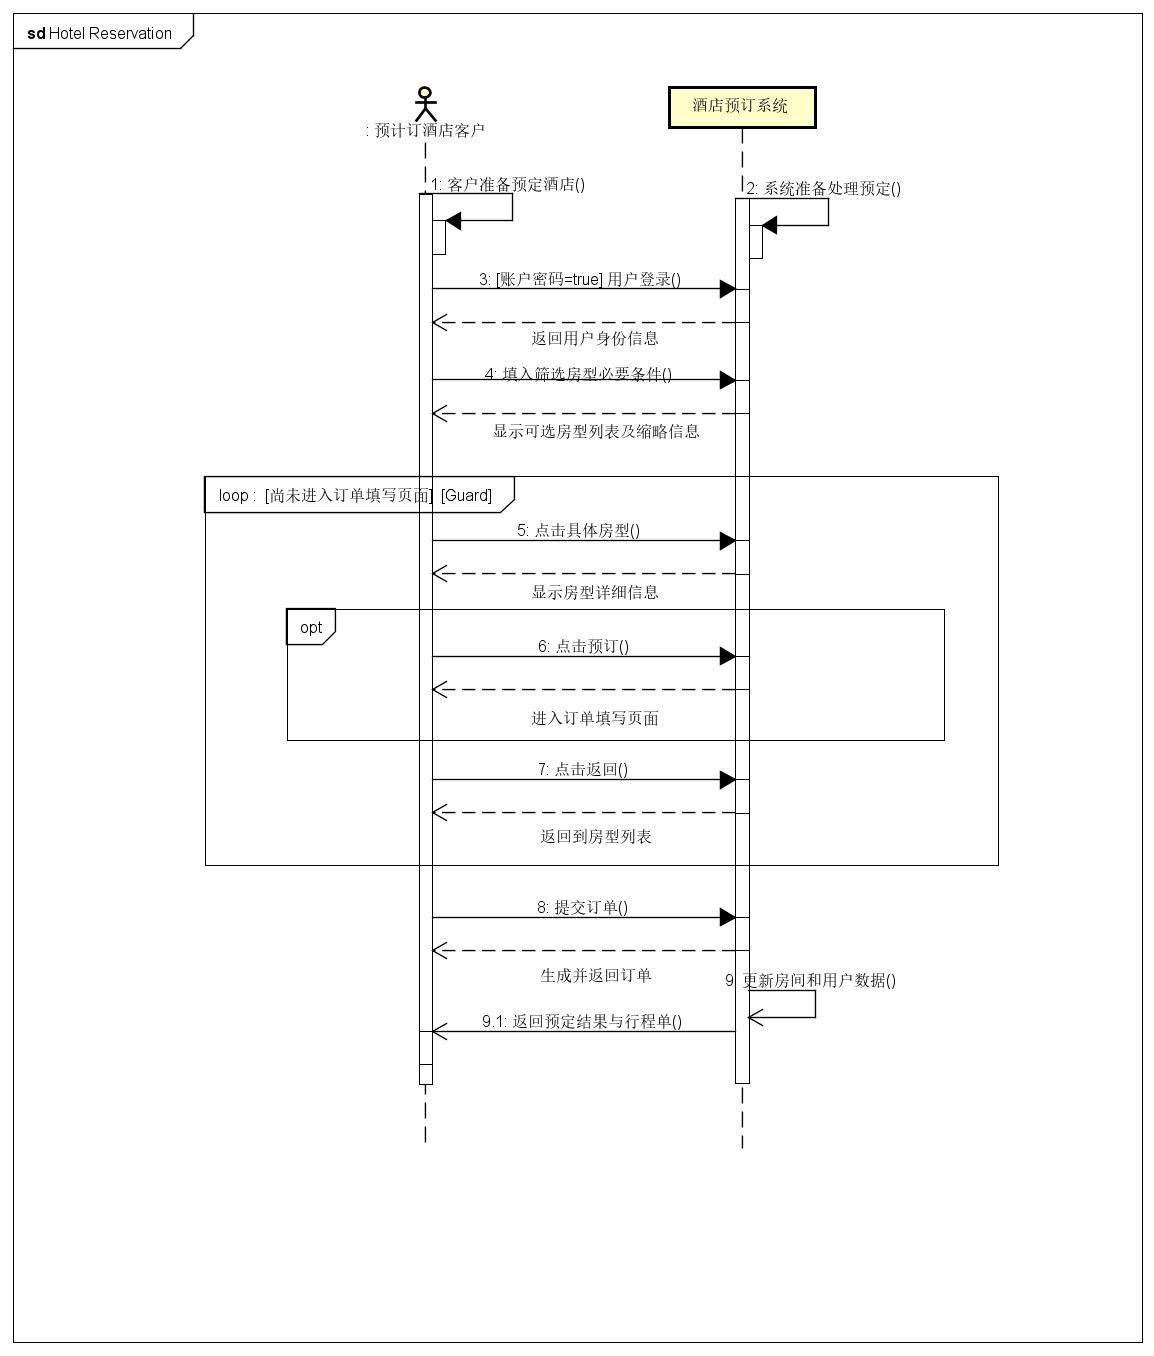 sd Hotel Reservation
: 预计订酒店客户
酒店预订系统
1: 客户准备预定酒店()
2: 系统准备处理预定()
3: [账户密码=true] 用户登录()
返回用户身份信息
4: 填入筛选房型必要条件()
显示可选房型列表及缩略信息
loop : [尚未进入订单填写页面] [Guard]
5: 点击具体房型()
显示房型详细信息
opt
6: 点击预订()
进入订单填写页面
7: 点击返回()
返回到房型列表
8: 提交订单()
生成并返回订单
9 更新房间和用户数据()
9.1: 返回预定结果与行程单()